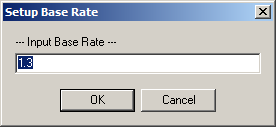 Setup Base Rate
--- Input Base Rate ---
1.3
OK Cancel